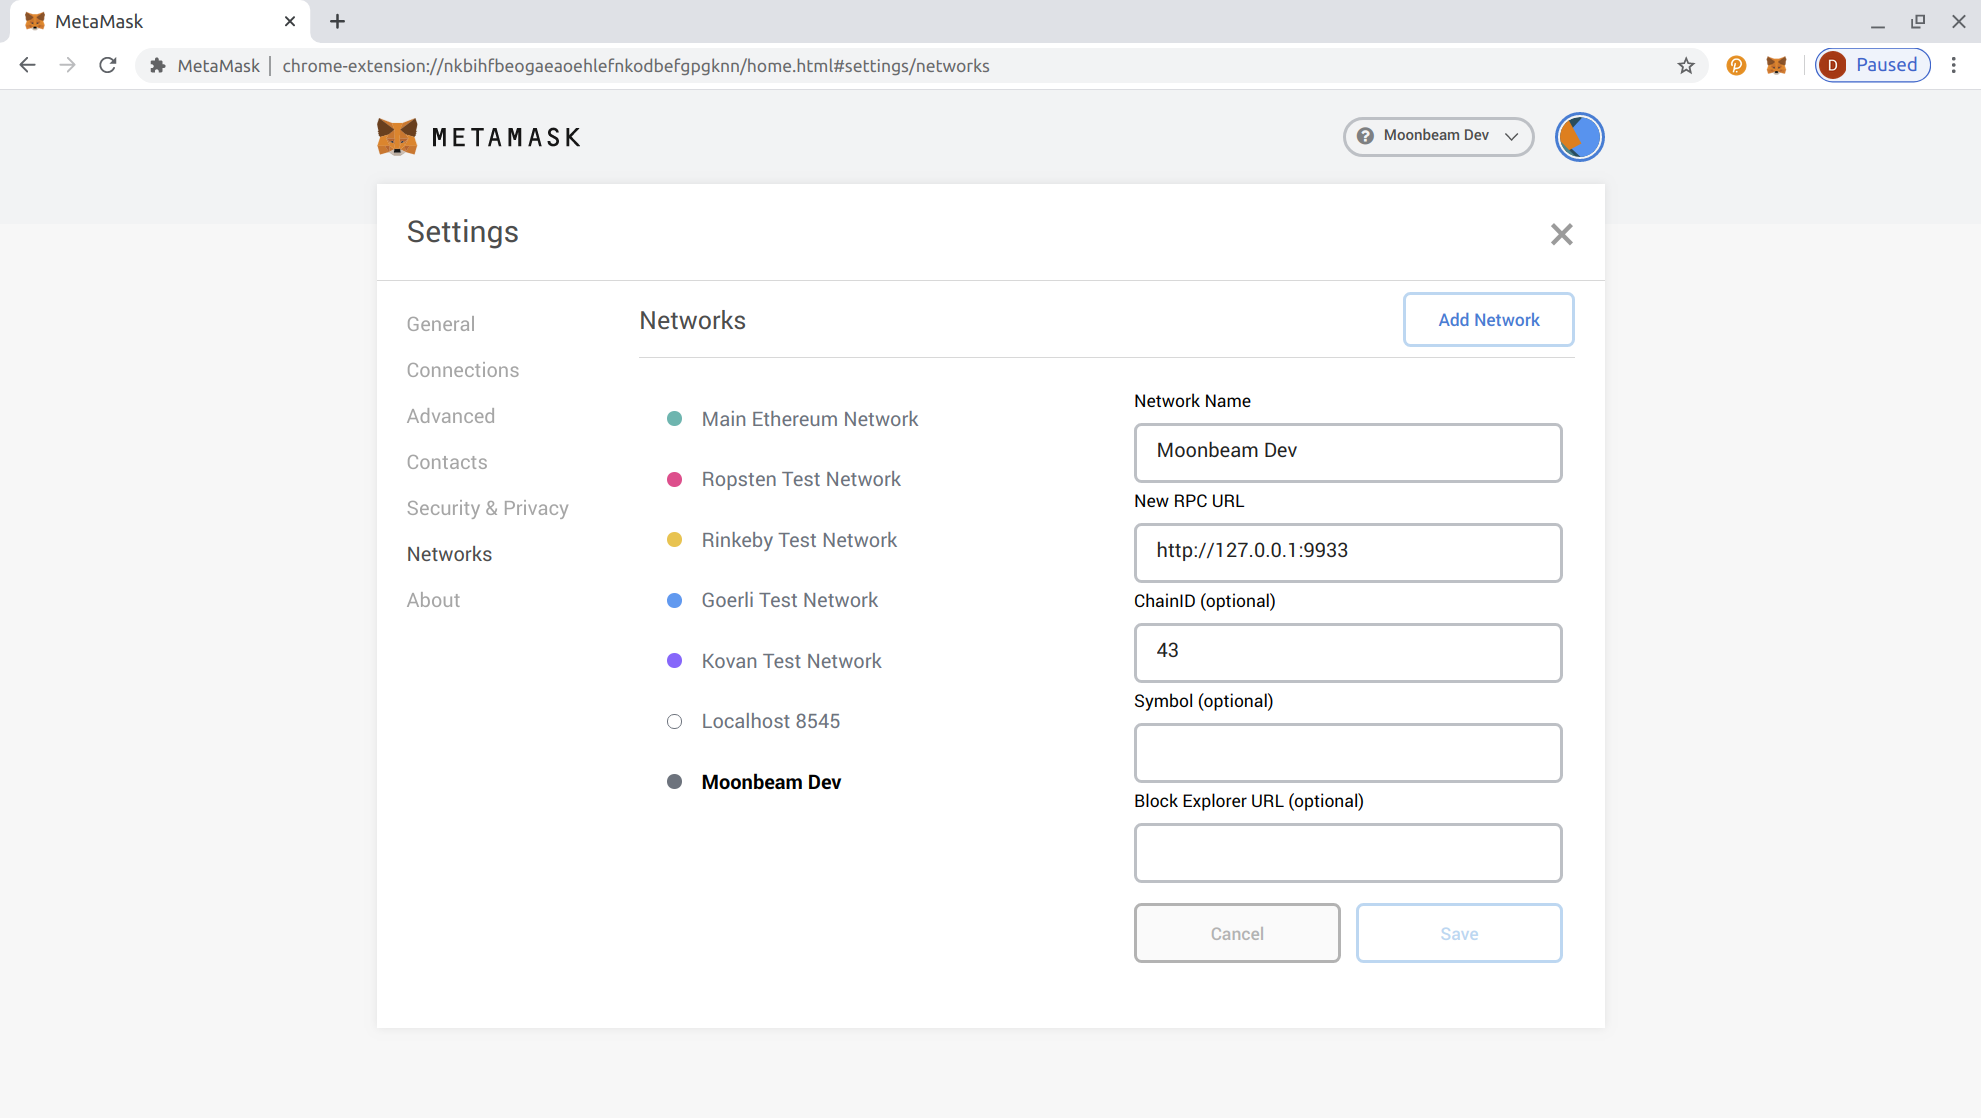 MetaMask
MetaMask | chrome-extension://nkbihfbeogaeaoehlefnkodbefgpgknn/home.html#settings/networks
D Paused
METAMASK
? Moonbeam Dev
Settings
General
Connections
Advanced
Contacts
Security & Privacy
Networks
About
Networks
Add Network
Main Ethereum Network
Ropsten Test Network
Rinkeby Test Network
Goerli Test Network
Kovan Test Network
Localhost 8545
Moonbeam Dev
Network Name
Moonbeam Dev
New RPC URL
http://127.0.0.1:9933
ChainID (optional)
43
Symbol (optional)
Block Explorer URL (optional)
Cancel
Save